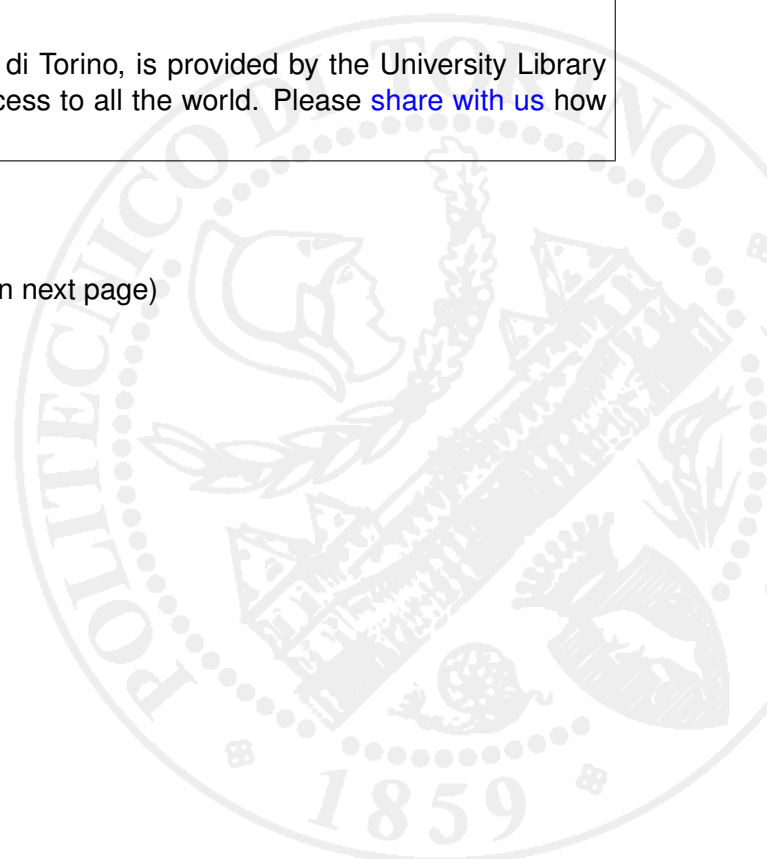 di Torino, is provided by the University Library
cess to all the world. Please share with us how
n next page)
POLITECNICO DI TORINO
1859